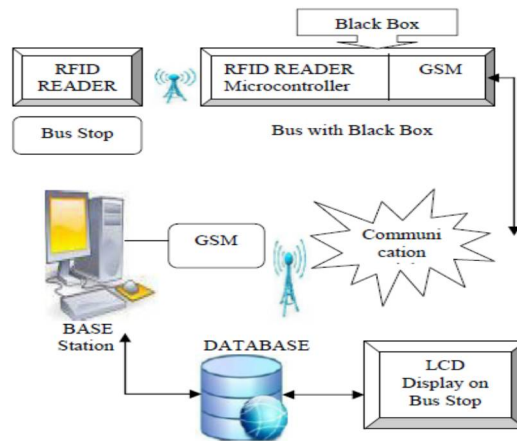 Black Box
RFID
READER
RFID READER
Microcontroller
GSM
Bus Stop
Bus with Black Box
GSM
Communi
cation
BASE
Station
DATABASE
LCD
Display on
Bus Stop